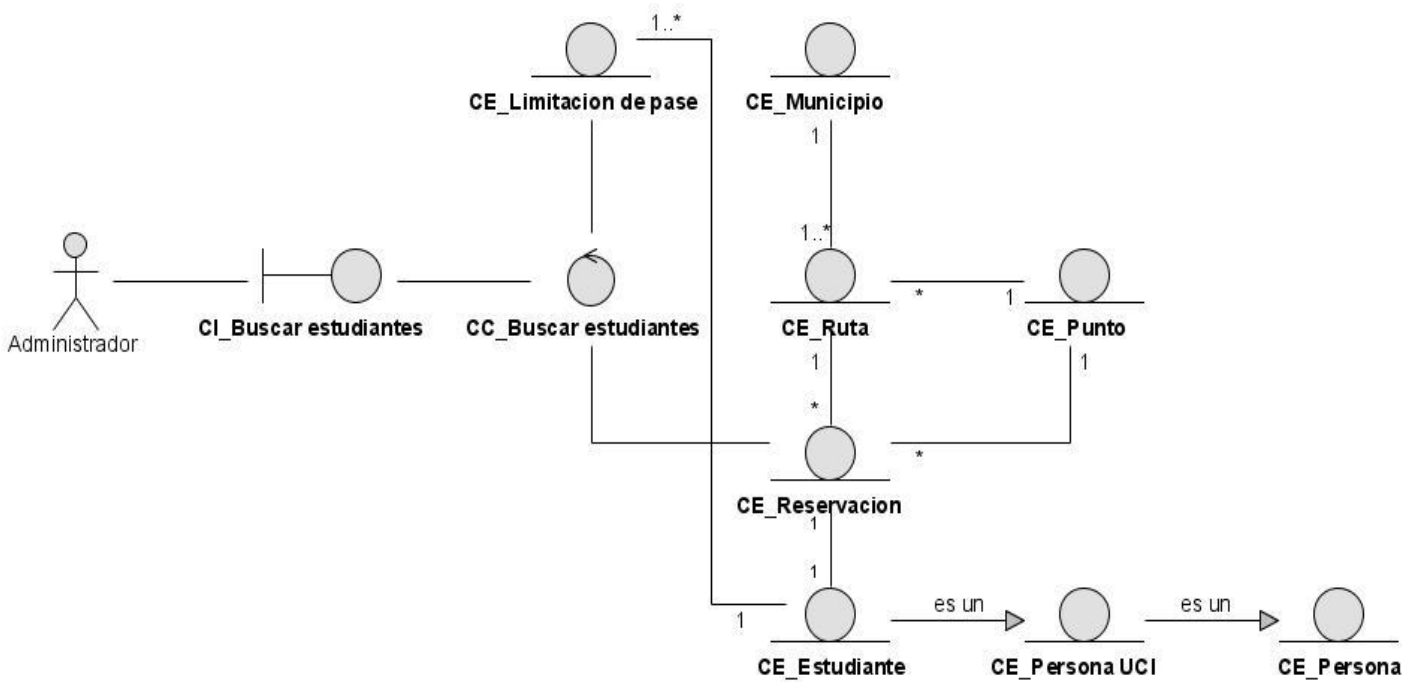 1..*
CE_Limitacion de pase
CE_Municipio
1
1..*
Administrador
CI_Buscar estudiantes
CC_Buscar estudiantes
CE_Ruta
*
1
CE_Punto
1
1
*
*
CE_Reservacion
1
1
1
CE_Estudiante
es un
CE_Persona UCI
es un
CE_Persona